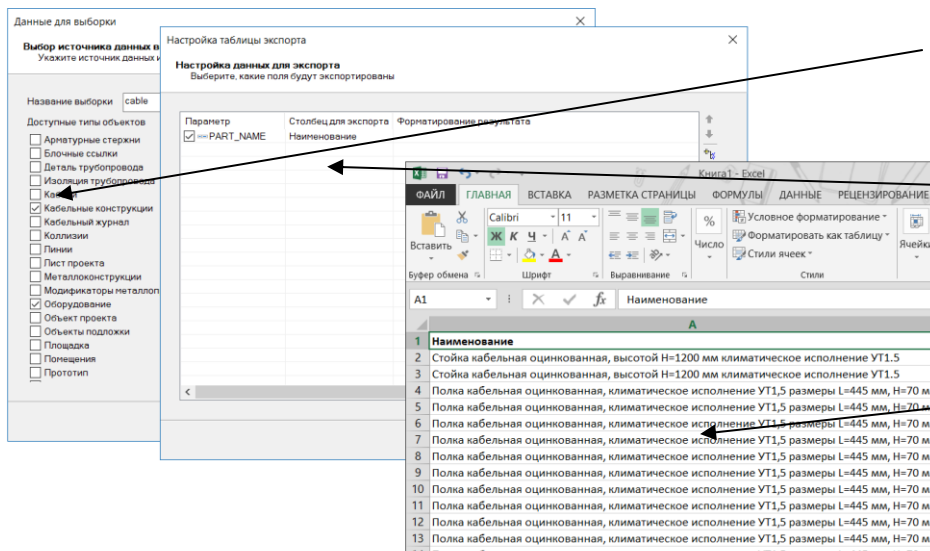 Данные для выборки
Выбор источника данных в
Укажите источник данных и
Название выборки cable
Доступные типы объектов
Арматурные стержни
Блочные ссылки
Деталь трубопровода
Изоляция трубопровода
Кабели
Кабельные конструкции
Кабельный журнал
Коллизии
Линии
Лист проекта
Металлоконструкции
Модификаторы металлоп
Оборудование
Объект проекта
Объекты подложки
Площадка
Помещения
Прототип
Настройка таблицы экспорта
Настройка данных для экспорта
Выберите, какие поля будут экспортированы
Параметр Столбец для экспорта Форматирование результата
PART_NAME Наименование
Книга1 - Excel
ФАЙЛ ГЛАВНАЯ ВСТАВКА РАЗМЕТКА СТРАНИЦЫ ФОРМУЛЫ ДАННЫЕ РЕЦЕНЗИРОВАНИЕ
Вставить
Calibri 11
Ж К Ч А А
А
Число
Условное форматирование
Форматировать как таблицу
Стили ячеек
Ячейки
Буфер обмена Шрифт Выравнивание Стили
A1 fx Наименование
A
1 Наименование
2 Стойка кабельная оцинкованная, высотой H=1200 мм климатическое исполнение УТ1.5
3 Стойка кабельная оцинкованная, высотой H=1200 мм климатическое исполнение УТ1.5
4 Полка кабельная оцинкованная, климатическое исполнение УТ1,5 размеры L=445 мм, H=70 м
5 Полка кабельная оцинкованная, климатическое исполнение УТ1,5 размеры L=445 мм, H=70 м
6 Полка кабельная оцинкованная, климатическое исполнение УТ1,5 размеры L=445 мм, H=70 м
7 Полка кабельная оцинкованная, климатическое исполнение УТ1,5 размеры L=445 мм, H=70 м
8 Полка кабельная оцинкованная, климатическое исполнение УТ1,5 размеры L=445 мм, H=70 м
9 Полка кабельная оцинкованная, климатическое исполнение УТ1,5 размеры L=445 мм, H=70 м
10 Полка кабельная оцинкованная, климатическое исполнение УТ1,5 размеры L=445 мм, H=70 м
11 Полка кабельная оцинкованная, климатическое исполнение УТ1,5 размеры L=445 мм, H=70 м
12 Полка кабельная оцинкованная, климатическое исполнение УТ1,5 размеры L=445 мм, H=70 м
13 Полка кабельная оцинкованная, климатическое исполнение УТ1,5 размеры L=445 мм, H=70 м